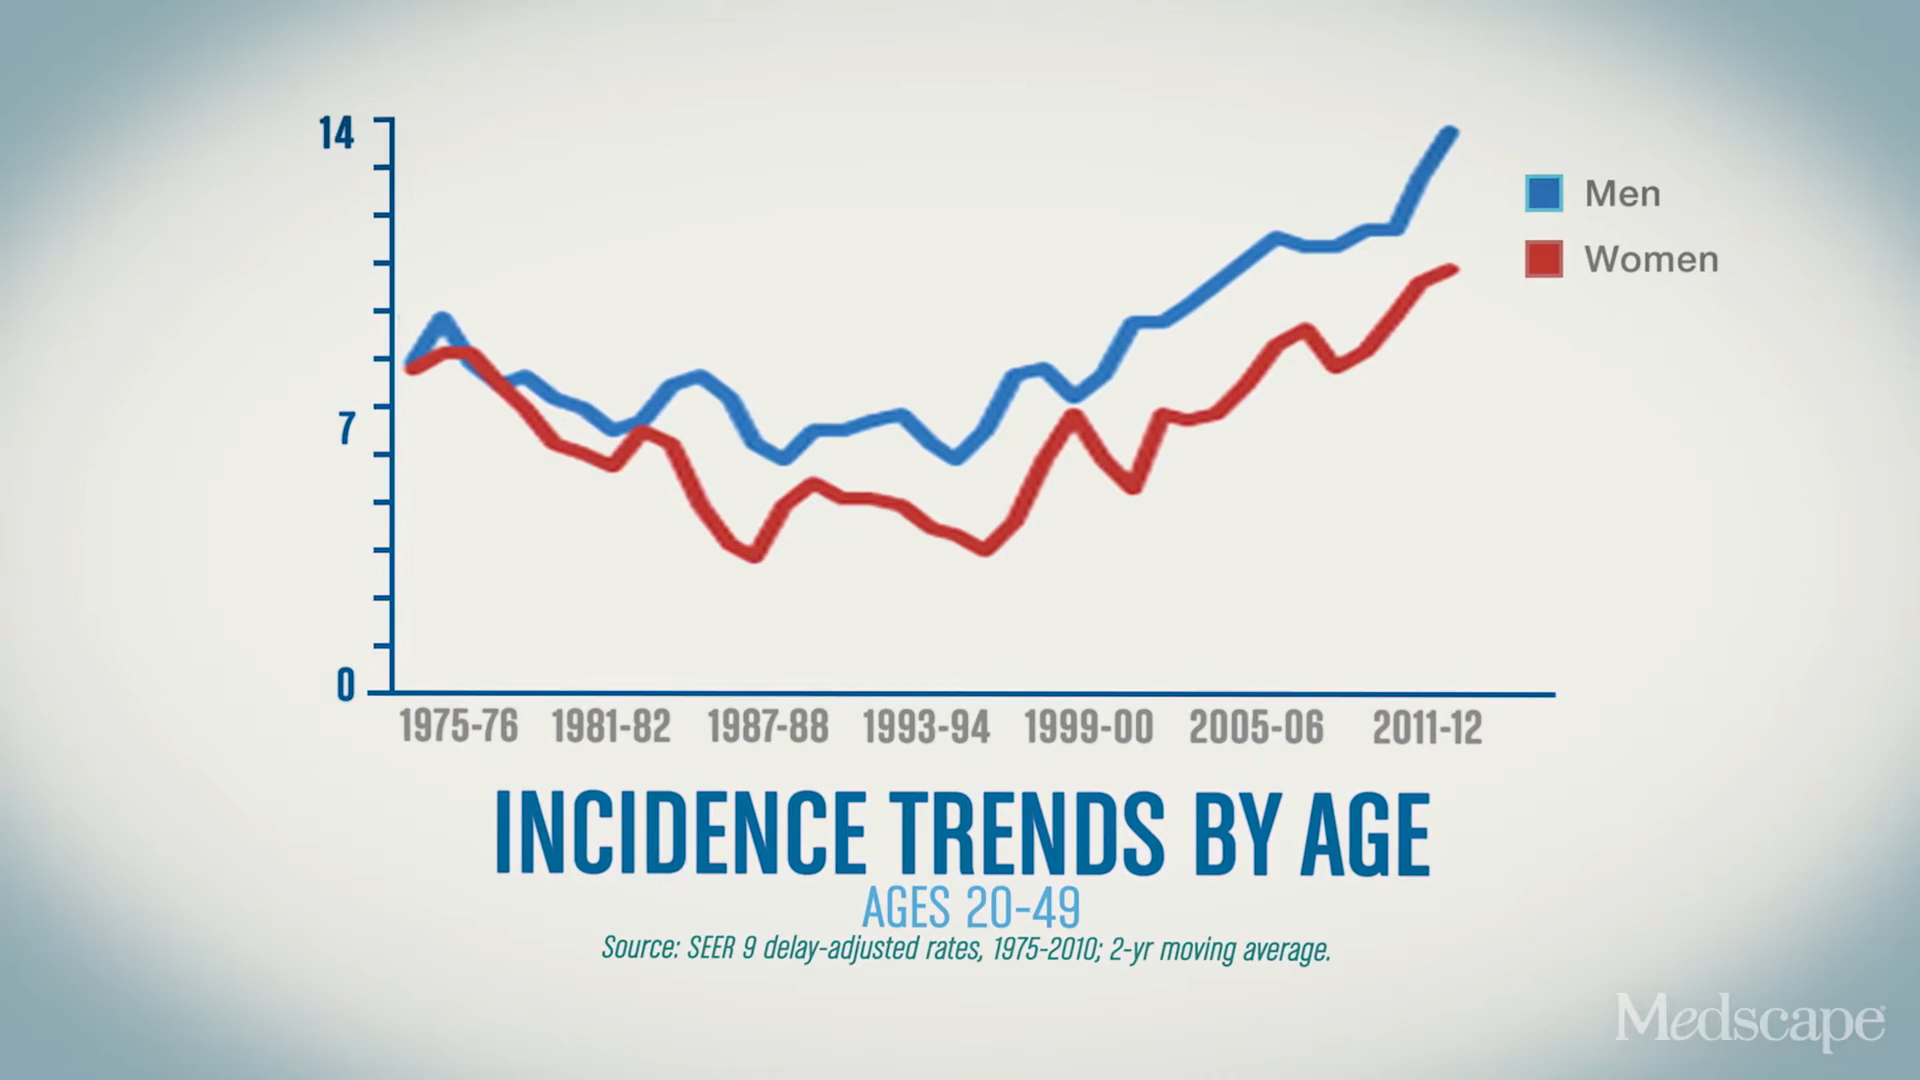 14
7
0
Men
Women
1975-76 1981-82 1987-88 1993-94 1999-00 2005-06 2011-12
INCIDENCE TRENDS BY AGE
AGES 20-49
Source: SEER 9 delay-adjusted rates, 1975-2010; 2-yr moving average.
Medscape